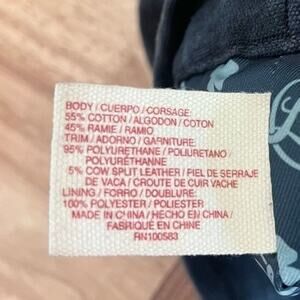 BODY / CUERPO / CORSAGE:
55% COTTON / ALGODON / COTON
45% RAMIE / RAMIO
TRIM / ADORNO / GARNITURE:
95% POLYURETHANE / POLIURETANO /
POLYURÉTHANNE
5% COW SPLIT LEATHER / PIEL DE SERRAJE
DE VACA / CROUTE DE CUIR VACHE
LINING / FORRO / DOUBLURE:
100% POLYESTER / POLIESTER
MADE IN CHINA / HECHO EN CHINA /
FABRIQUÉ EN CHINE
RN100583